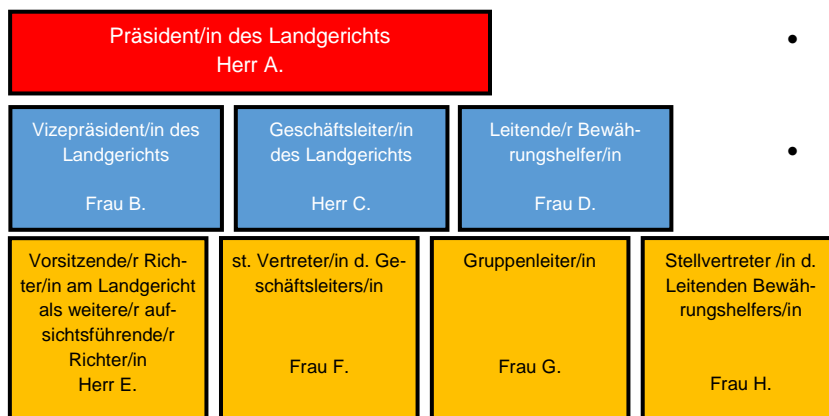 Präsident/in des Landgerichts
Herr A.
•
Vizepräsident/in des
Landgerichts
Frau B.
Geschäftsleiter/in
des Landgerichts
Herr C.
Leitende/r Bewäh-
rungshelfer/in
Frau D.
•
Vorsitzende/r Rich-
ter/in am Landgericht
als weitere/r auf-
sichtsführende/r
Richter/in
Herr E.
st. Vertreter/in d. Ge-
schäftsleiters/in
Frau F.
Gruppenleiter/in
Frau G.
Stellvertreter /in d.
Leitenden Bewäh-
rungshelfers/in
Frau H.